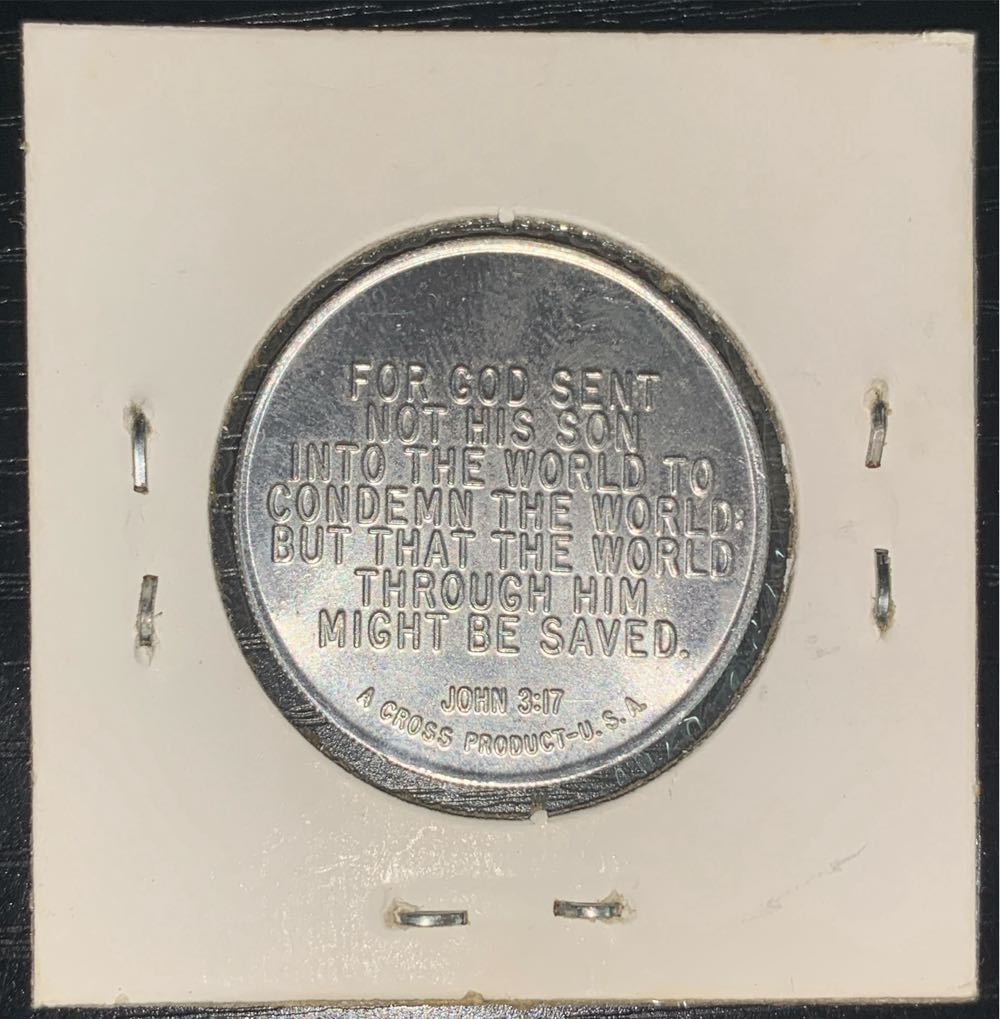 FOR GOD SENT
NOT HIS SON
INTO THE WORLD TO
CONDEMN THE WORLD:
BUT THAT THE WORLD
THROUGH HIM
MIGHT BE SAVED.
JOHN 3:17
A CROSS PRODUCT-U.S.A.